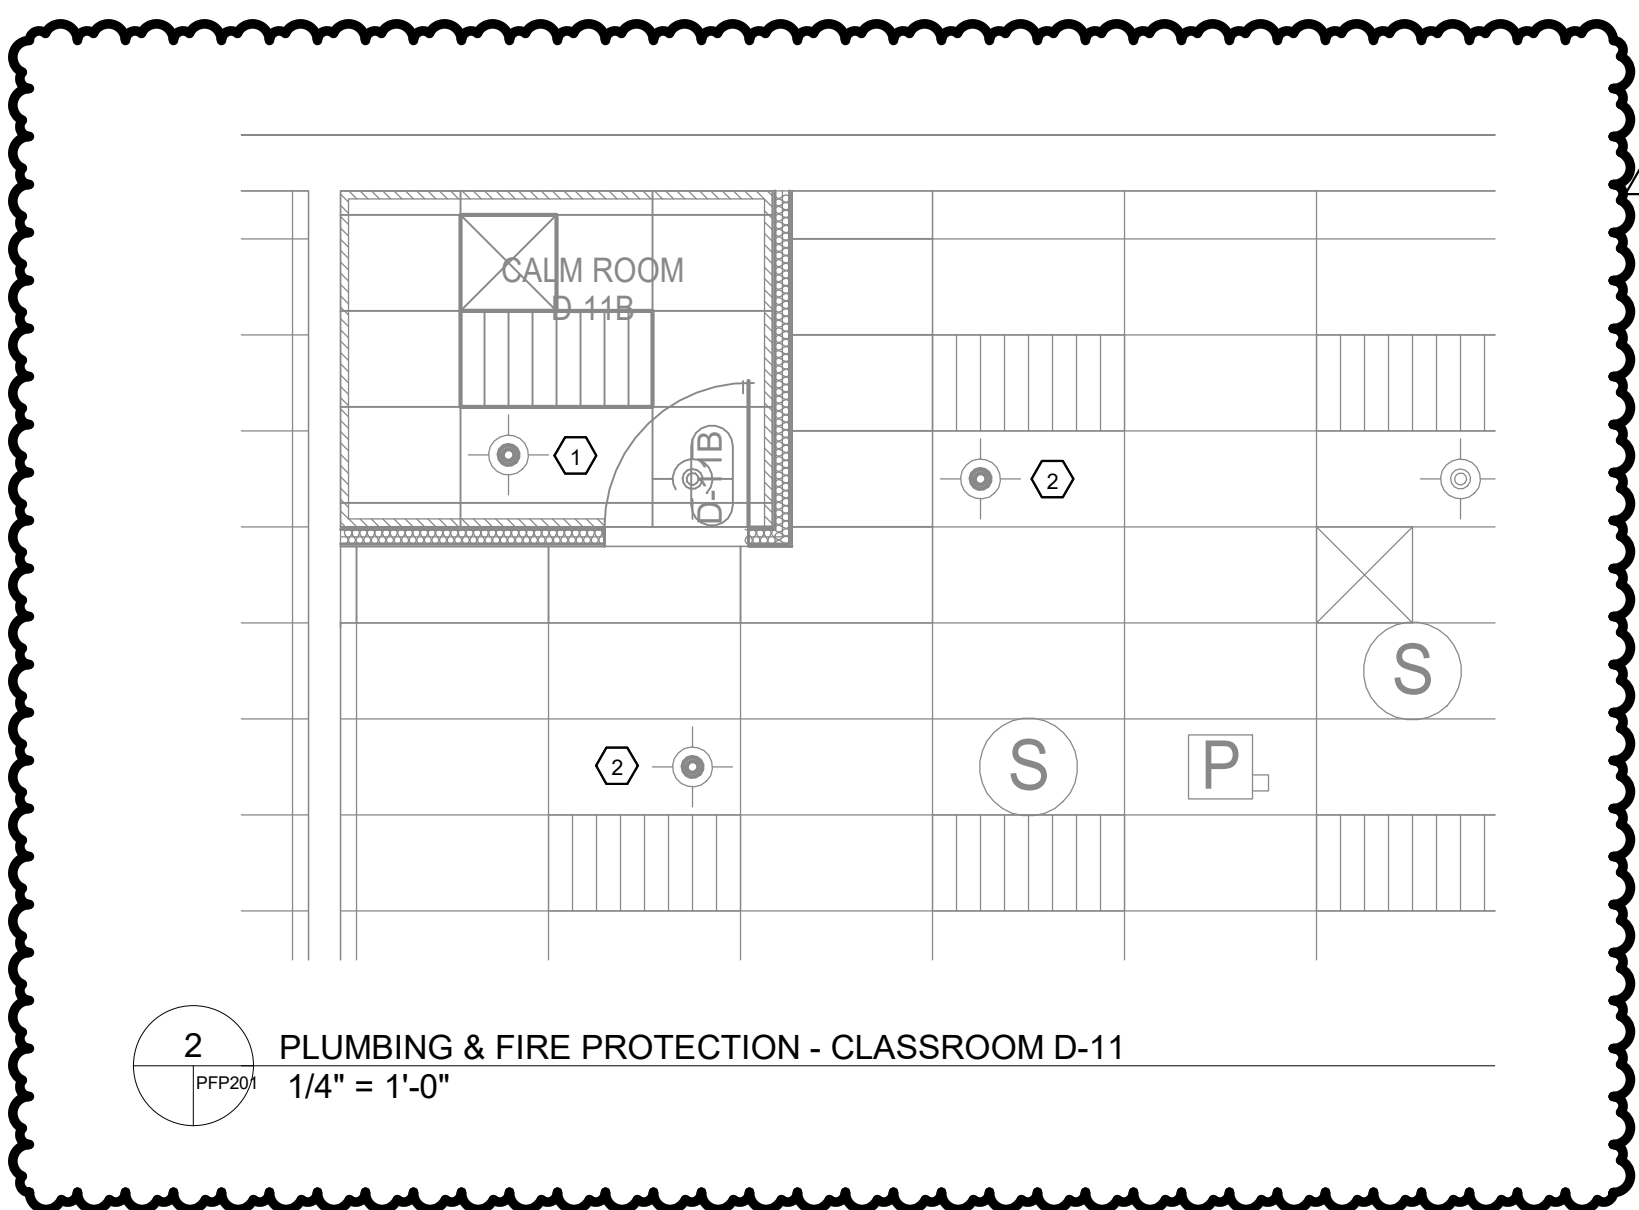 CALM ROOM
D-11B
1
D-11B
2
S
2
S
P
2
PLUMBING & FIRE PROTECTION - CLASSROOM D-11
PFP201
1/4" = 1'-0"